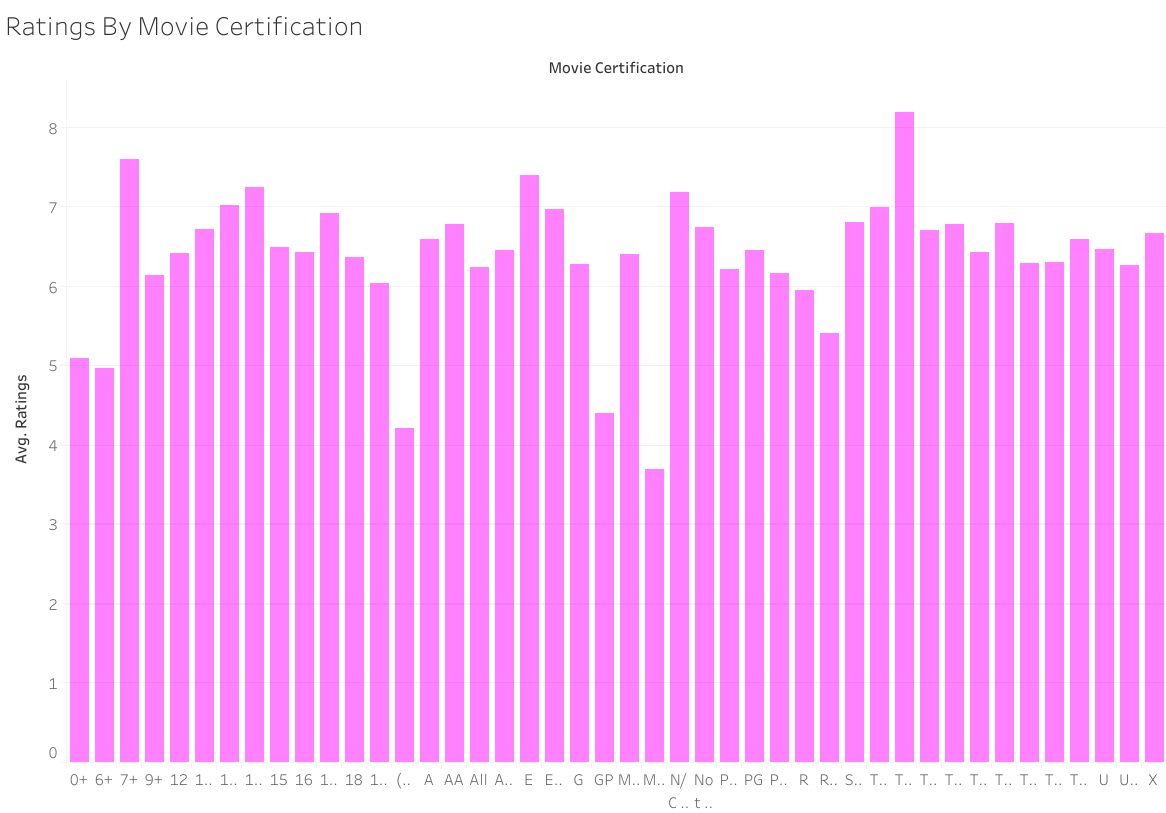 Ratings By Movie Certification
Movie Certification
Avg. Ratings
8
7
6
5
4
3
2
1
0
0+ 6+ 7+ 9+ 12 1.. 1.. 1.. 15 16 1.. 18 1.. (.. A AA All A.. E E.. G GP M.. M.. N/ No P.. PG P.. R R.. S.. T.. T.. T.. T.. T.. T.. T.. T.. T.. U U.. X
C.. t..